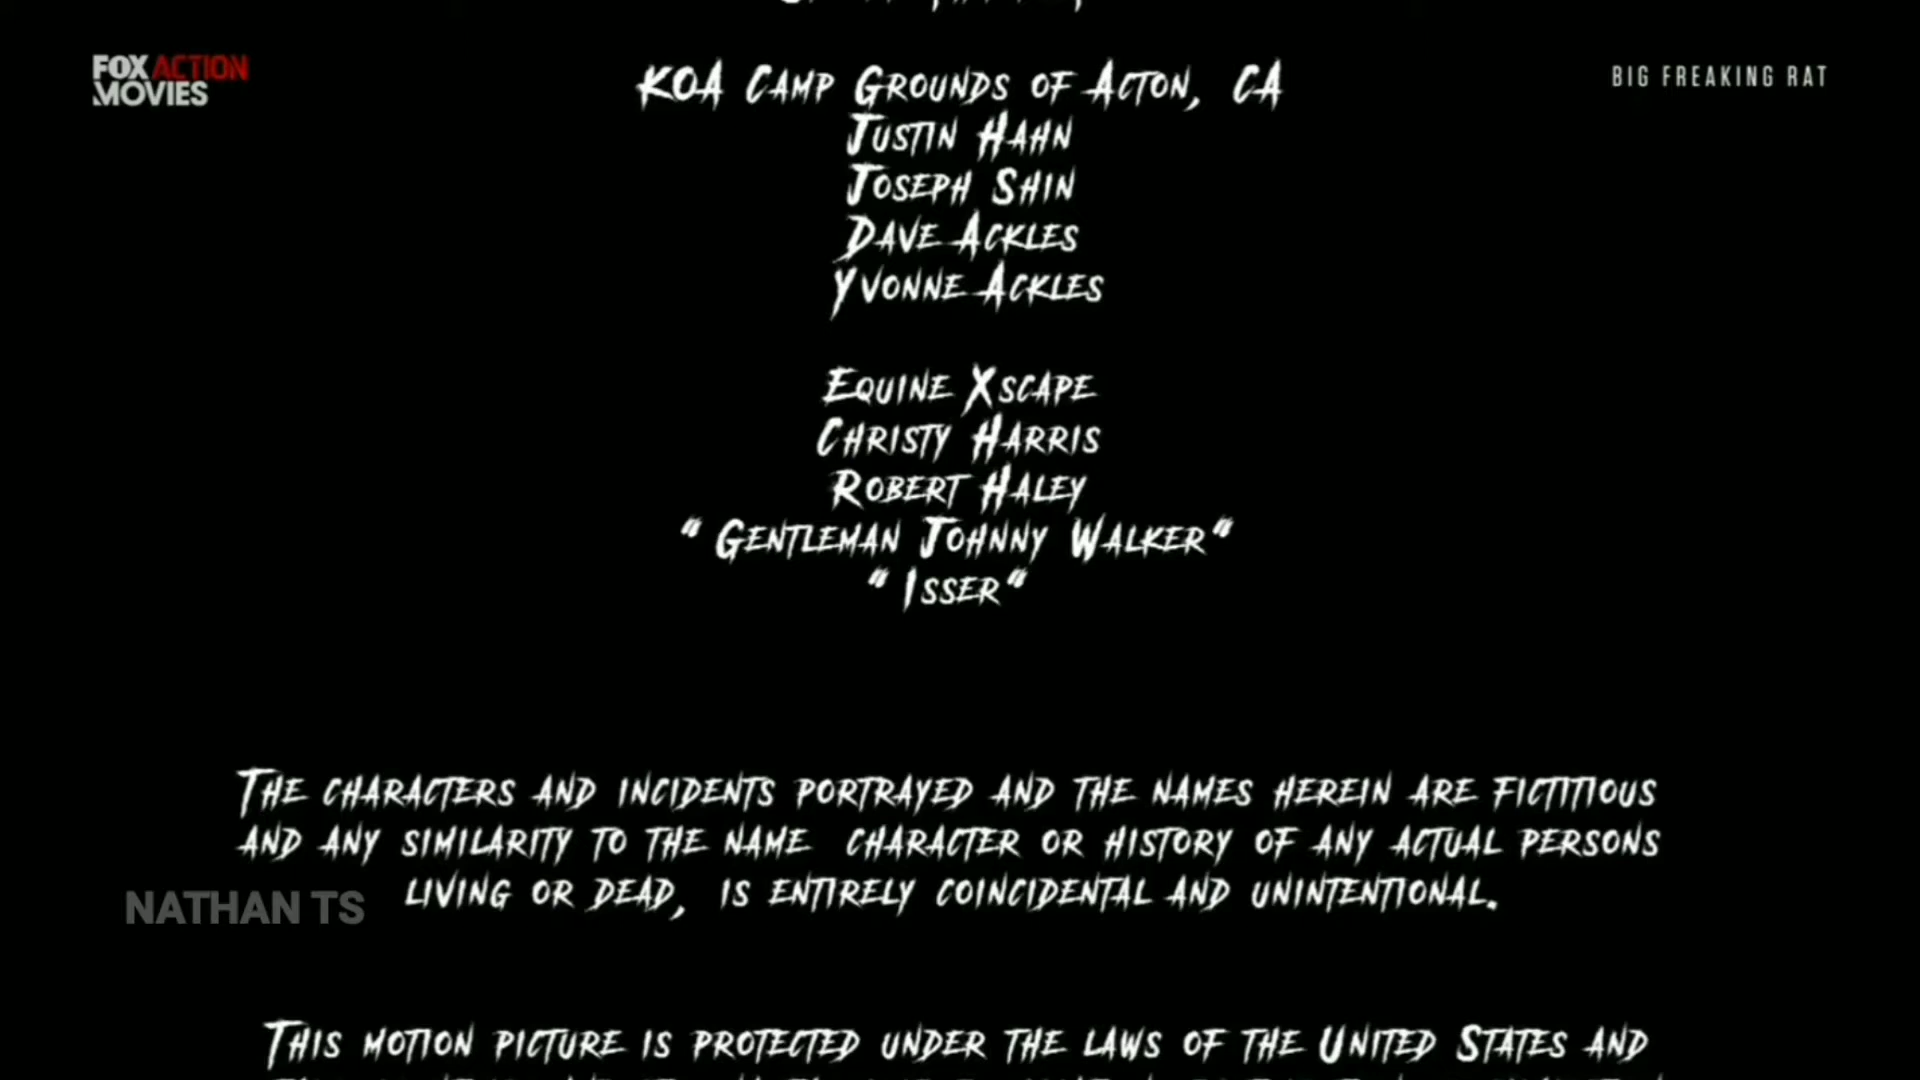 FOX ACTION
MOVIES
BIG FREAKING RAT
KOA Camp Grounds of Acton, CA
Justin Hahn
Joseph Shin
Dave Ackles
Yvonne Ackles
Equine Xscape
Christy Harris
Robert Haley
" Gentleman Johnny Walker"
" Isser"
The characters and incidents portrayed and the names herein are fictitious
and any similarity to the name character or history of any actual persons
living or dead, is entirely coincidental and unintentional.
NATHAN TS
This motion picture is protected under the laws of the United States and